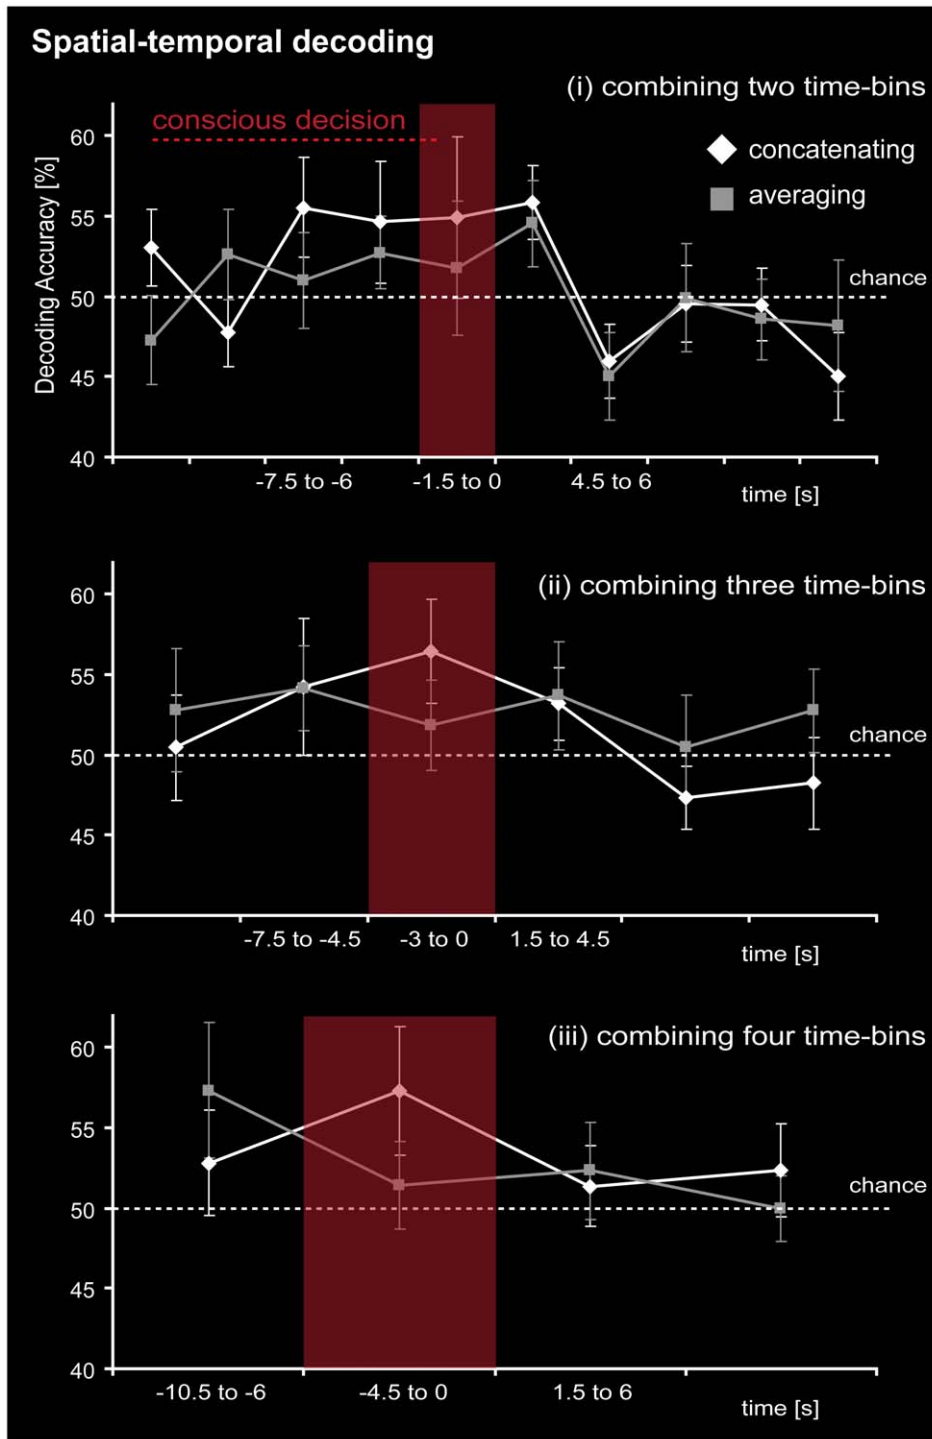 Spatial-temporal decoding
(i) combining two time-bins
conscious decision
concatenating
averaging
Decoding Accuracy [%]
60
55
50
45
40
chance
-7.5 to -6
-1.5 to 0
4.5 to 6
time [s]
(ii) combining three time-bins
60
55
50
45
40
chance
-7.5 to -4.5
-3 to 0
1.5 to 4.5
time [s]
(iii) combining four time-bins
60
55
50
45
40
chance
-10.5 to -6
-4.5 to 0
1.5 to 6
time [s]